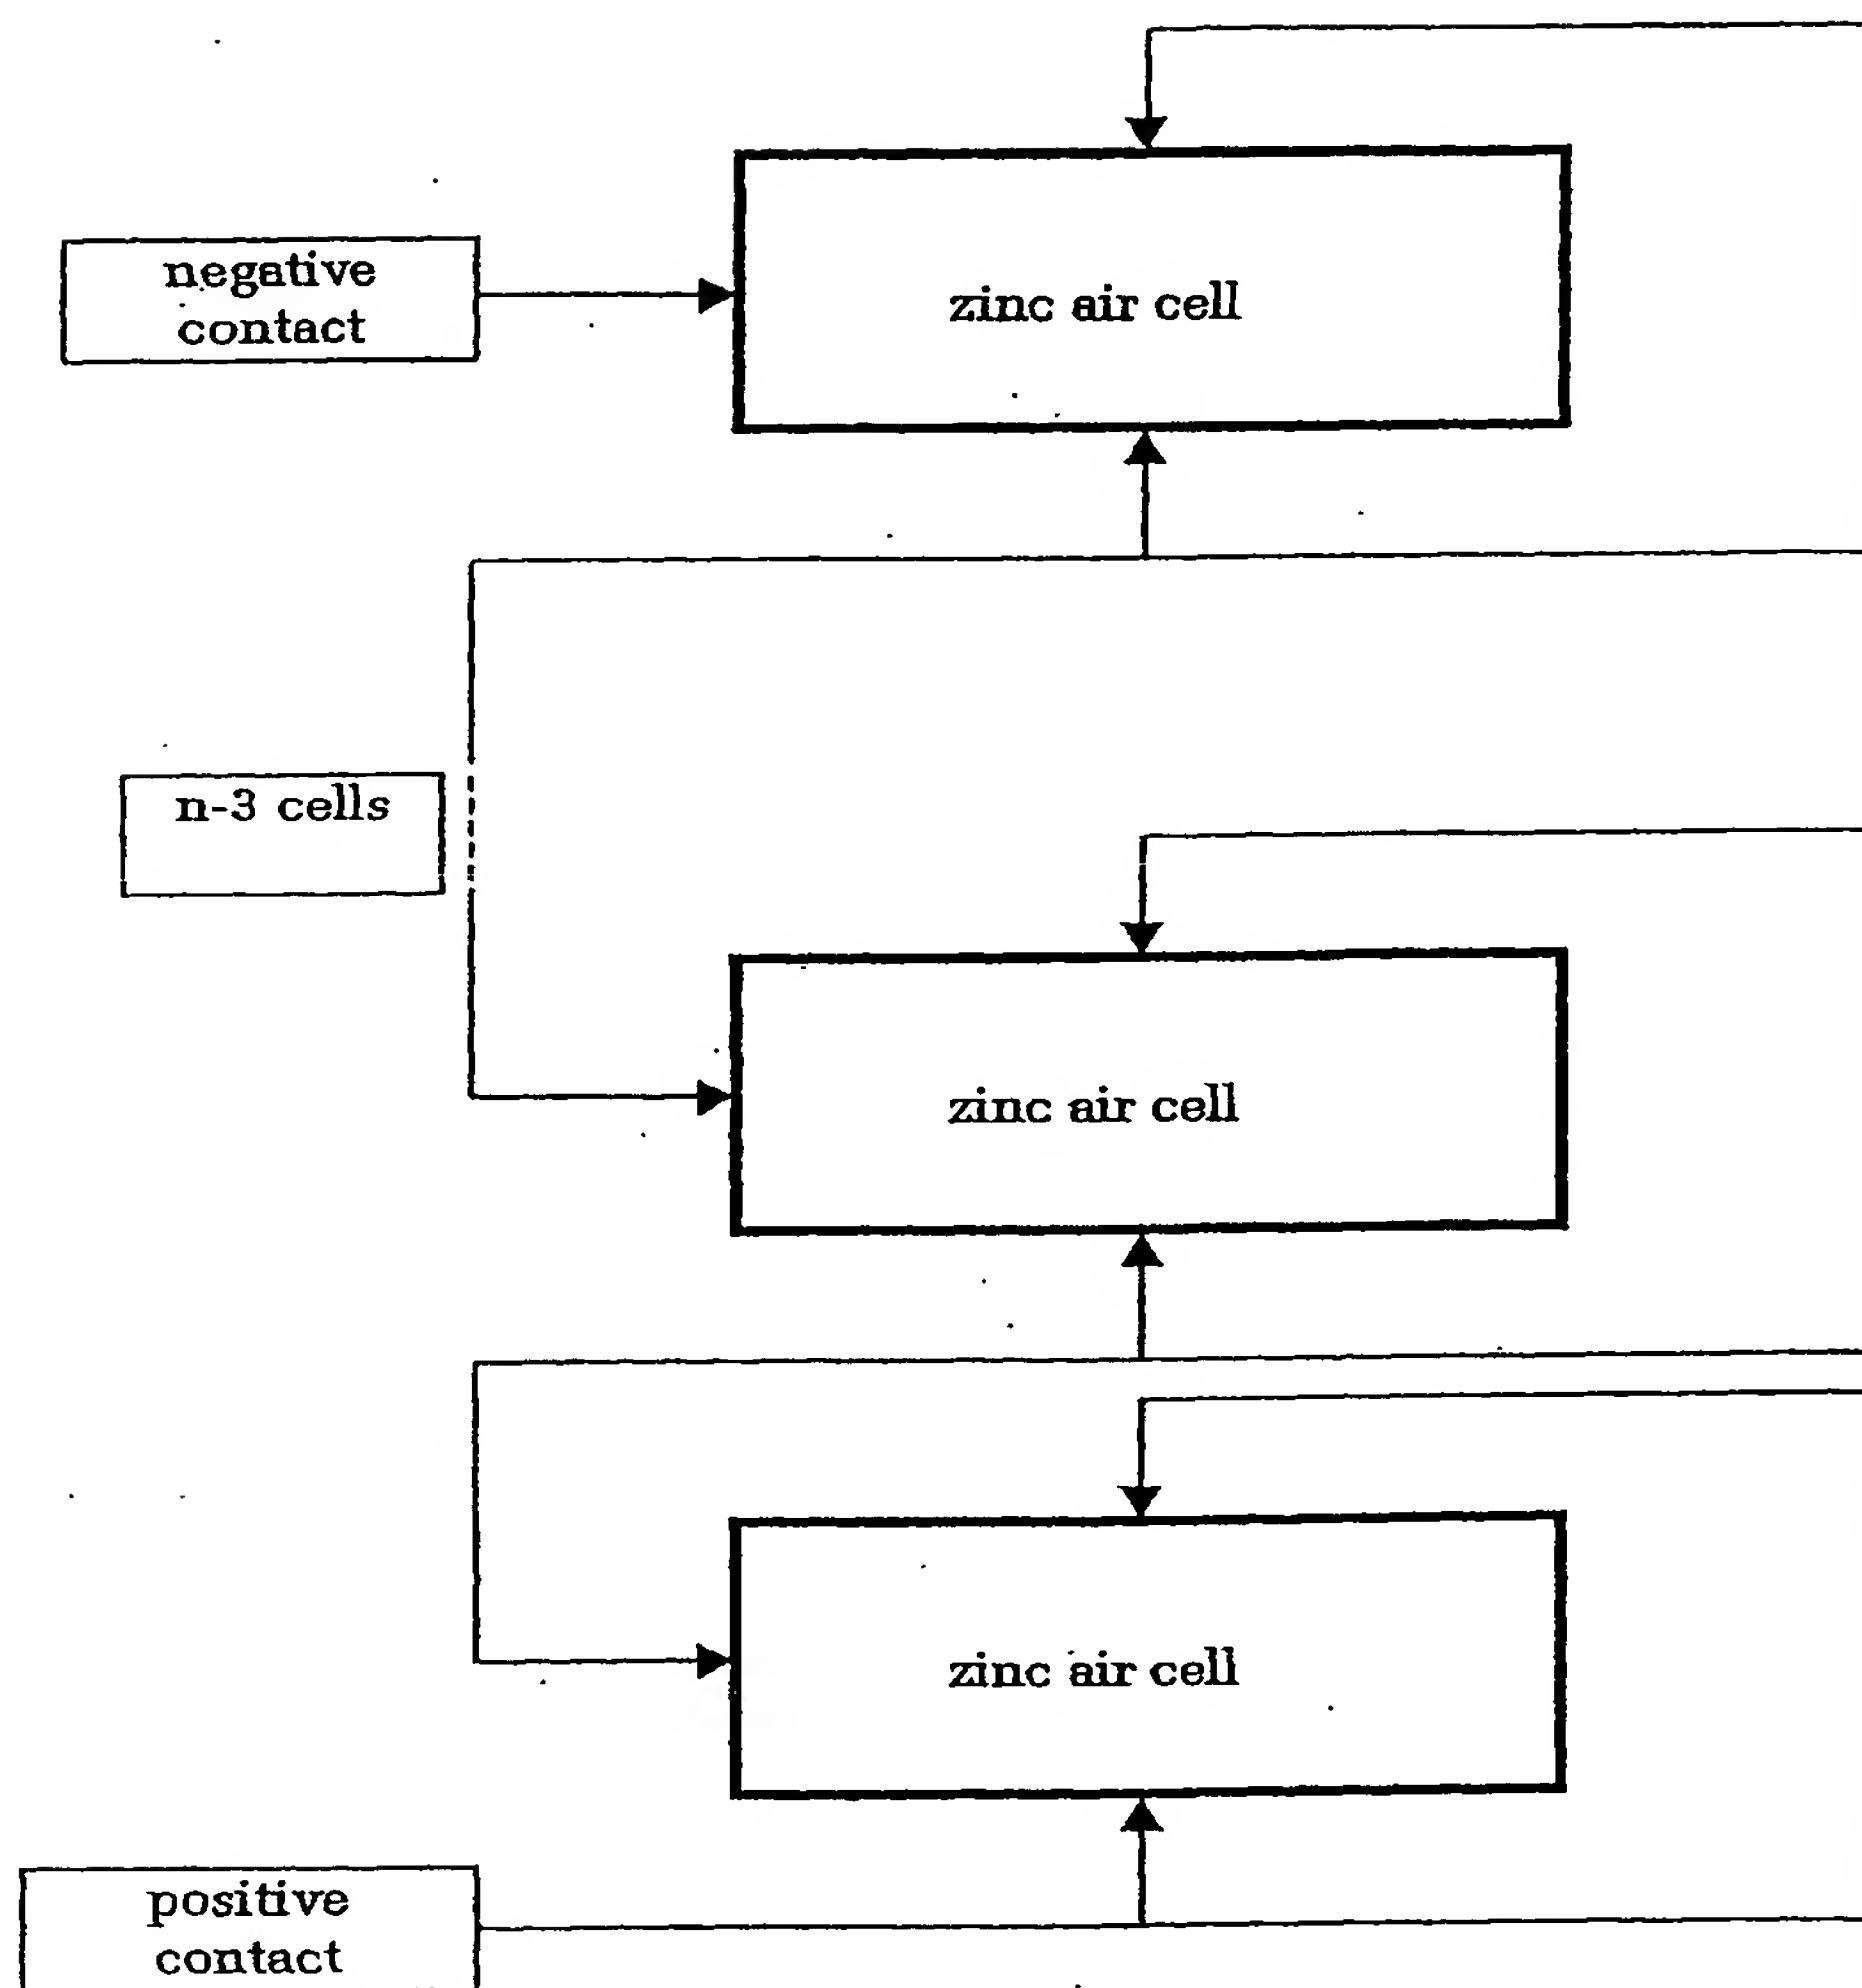 negative
contact
zinc air cell
n-3 cells
zinc air cell
zinc air cell
positive
contact